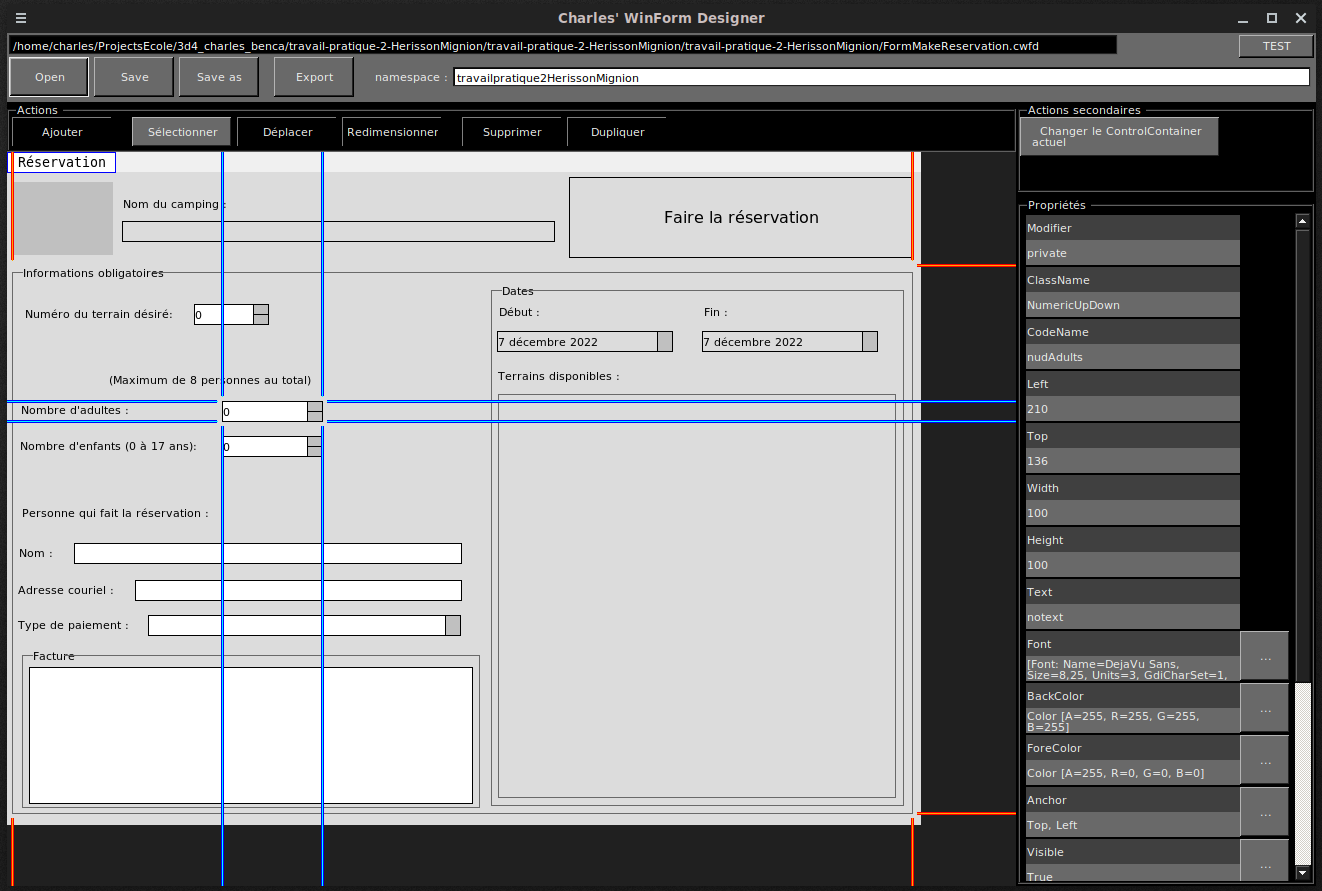 Charles' WinForm Designer
/home/charles/ProjectsEcole/3d4_charles_benca/travail-pratique-2-HerissonMignion/travail-pratique-2-HerissonMignion/travail-pratique-2-HerissonMignion/FormMakeReservation.cwfd
TEST
Open
Save
Save as
Export
namespace :
travailpratique2HerissonMignion
Actions
Ajouter
Sélectionner
Déplacer
Redimensionner
Supprimer
Dupliquer
Réservation
Nom du camping :
Faire la réservation
Informations obligatoires
Numéro du terrain désiré:
0
(Maximum de 8 personnes au total)
Nombre d'adultes :
0
Nombre d'enfants (0 à 17 ans):
0
Personne qui fait la réservation :
Nom :
Adresse couriel :
Type de paiement :
Facture
Dates
Début :
Fin :
7 décembre 2022
7 décembre 2022
Terrains disponibles :
Actions secondaires
Changer le ControlContainer
actuel
Propriétés
Modifier
private
ClassName
NumericUpDown
CodeName
nudAdults
Left
210
Top
136
Width
100
Height
100
Text
notext
Font
[Font: Name=DejaVu Sans,
Size=8,25, Units=3, GdiCharSet=1,
...
BackColor
Color [A=255, R=255, G=255,
B=255]
...
ForeColor
Color [A=255, R=0, G=0, B=0]
...
Anchor
Top, Left
...
Visible
True
...